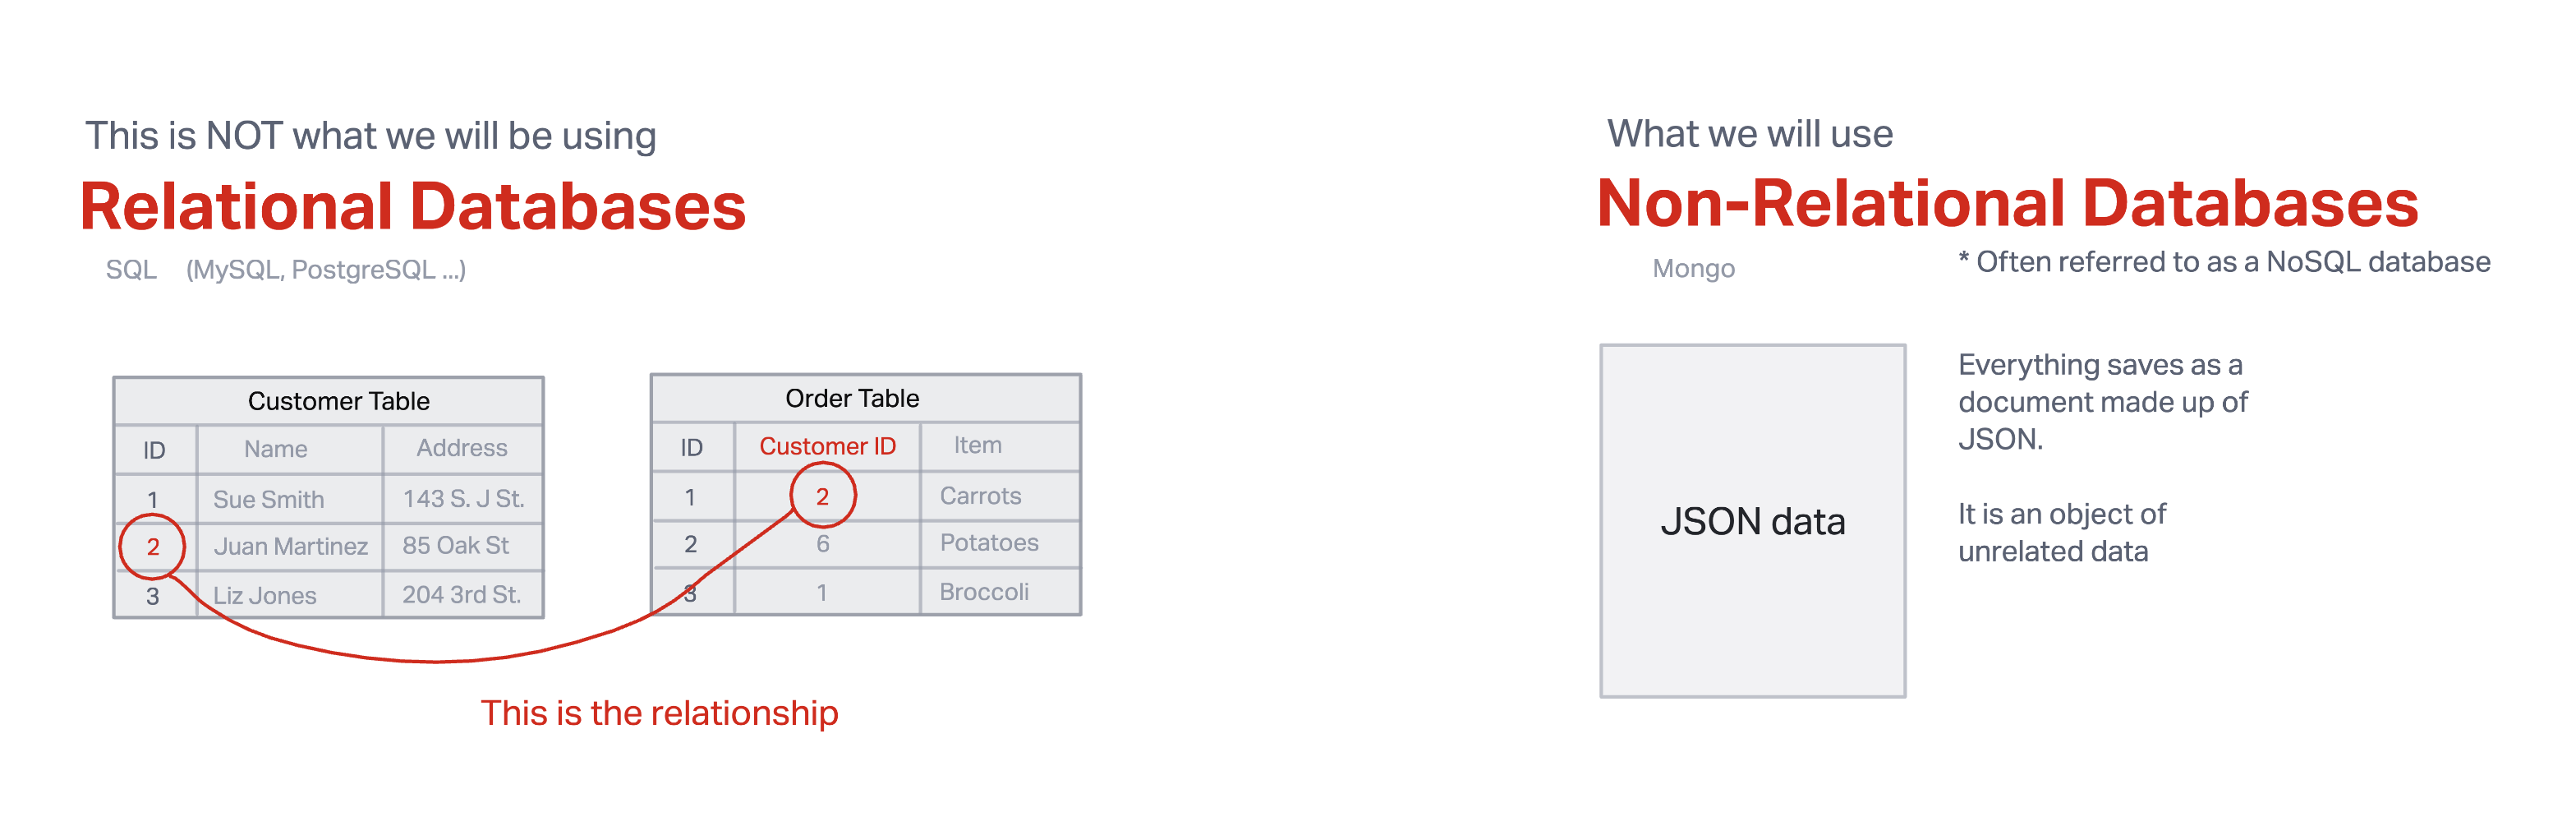 This is NOT what we will be using
Relational Databases
SQL (MySQL, PostgreSQL ...)
Customer Table
ID Name Address
1 Sue Smith 143 S. J St.
2 Juan Martinez 85 Oak St
3 Liz Jones 204 3rd St.
Order Table
ID Customer ID Item
1 2 Carrots
2 6 Potatoes
3 1 Broccoli
This is the relationship
What we will use
Non-Relational Databases
Mongo
* Often referred to as a NoSQL database
JSON data
Everything saves as a
document made up of
JSON.
It is an object of
unrelated data